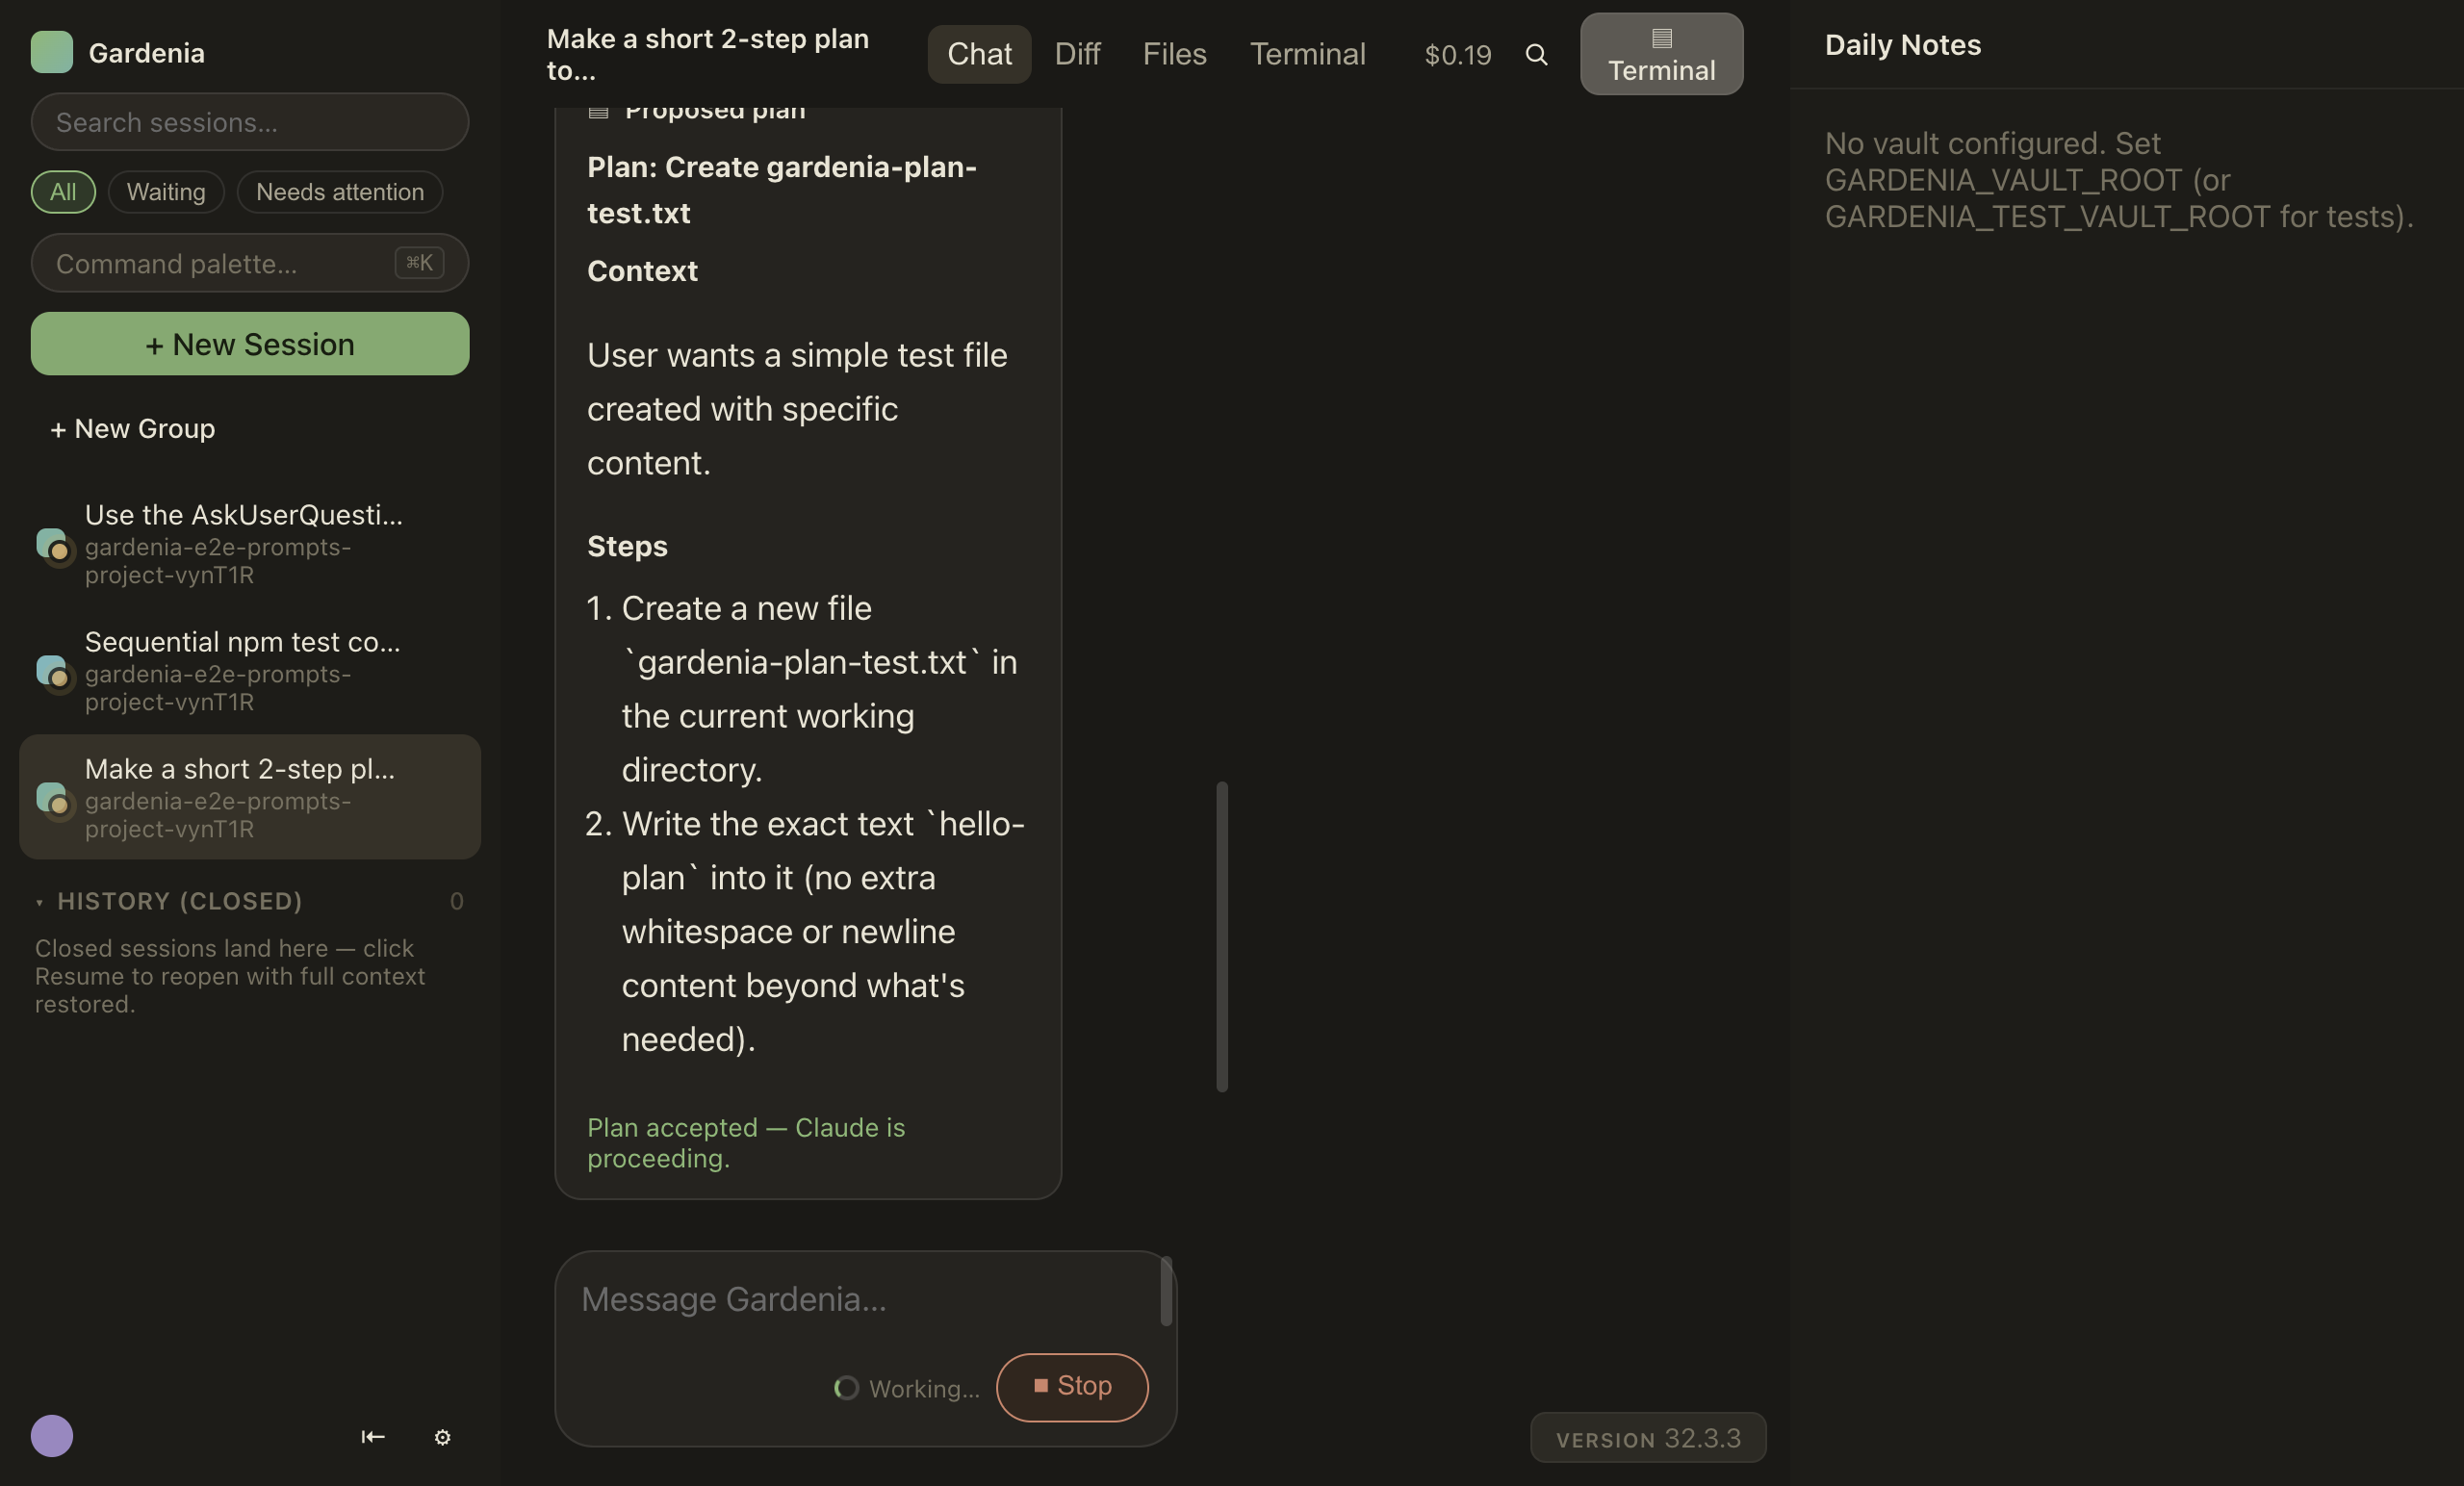 Gardenia
Search sessions...
All
Waiting
Needs attention
Command palette...
⌘K
+ New Session
+ New Group
Use the AskUserQuesti...
gardenia-e2e-prompts-
project-vynT1R
Sequential npm test co...
gardenia-e2e-prompts-
project-vynT1R
Make a short 2-step pl...
gardenia-e2e-prompts-
project-vynT1R
HISTORY (CLOSED)
0
Closed sessions land here — click
Resume to reopen with full context
restored.
Make a short 2-step plan
to...
Chat
Diff
Files
Terminal
$0.19
Terminal
Proposed plan
Plan: Create gardenia-plan-
test.txt
Context
User wants a simple test file
created with specific
content.
Steps
1. Create a new file
`gardenia-plan-test.txt` in
the current working
directory.
2. Write the exact text `hello-
plan` into it (no extra
whitespace or newline
content beyond what's
needed).
Plan accepted — Claude is
proceeding.
Message Gardenia...
Working...
Stop
VERSION 32.3.3
Daily Notes
No vault configured. Set
GARDENIA_VAULT_ROOT (or
GARDENIA_TEST_VAULT_ROOT for tests).